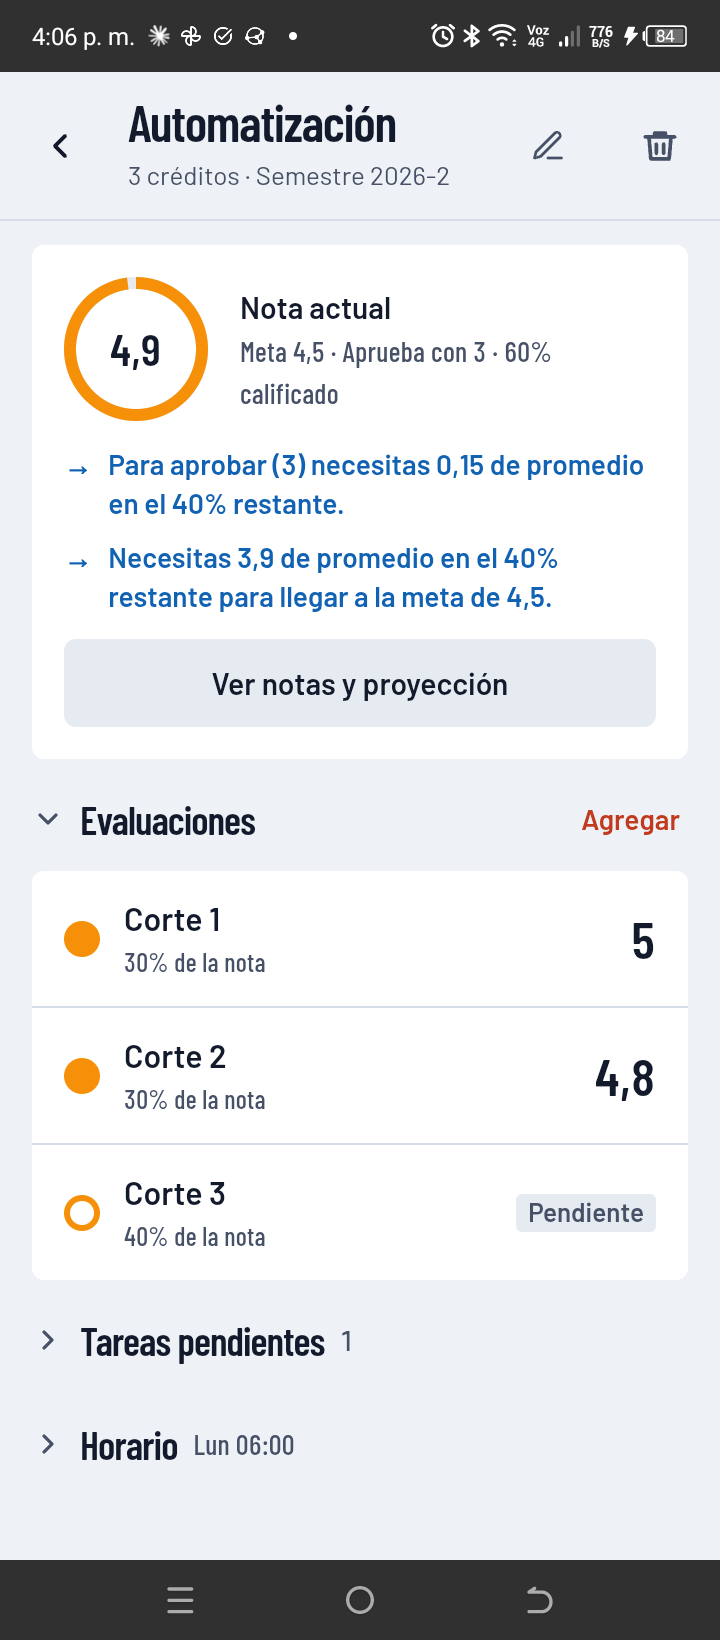 4:06 p. m.
Voz 4G
776 B/S
84
Automatización
3 créditos · Semestre 2026-2
4,9
Nota actual
Meta 4,5 · Aprueba con 3 · 60%
calificado
→ Para aprobar (3) necesitas 0,15 de promedio
en el 40% restante.
→ Necesitas 3,9 de promedio en el 40%
restante para llegar a la meta de 4,5.
Ver notas y proyección
Evaluaciones
Agregar
Corte 1
30% de la nota
5
Corte 2
30% de la nota
4,8
Corte 3
40% de la nota
Pendiente
Tareas pendientes 1
Horario Lun 06:00